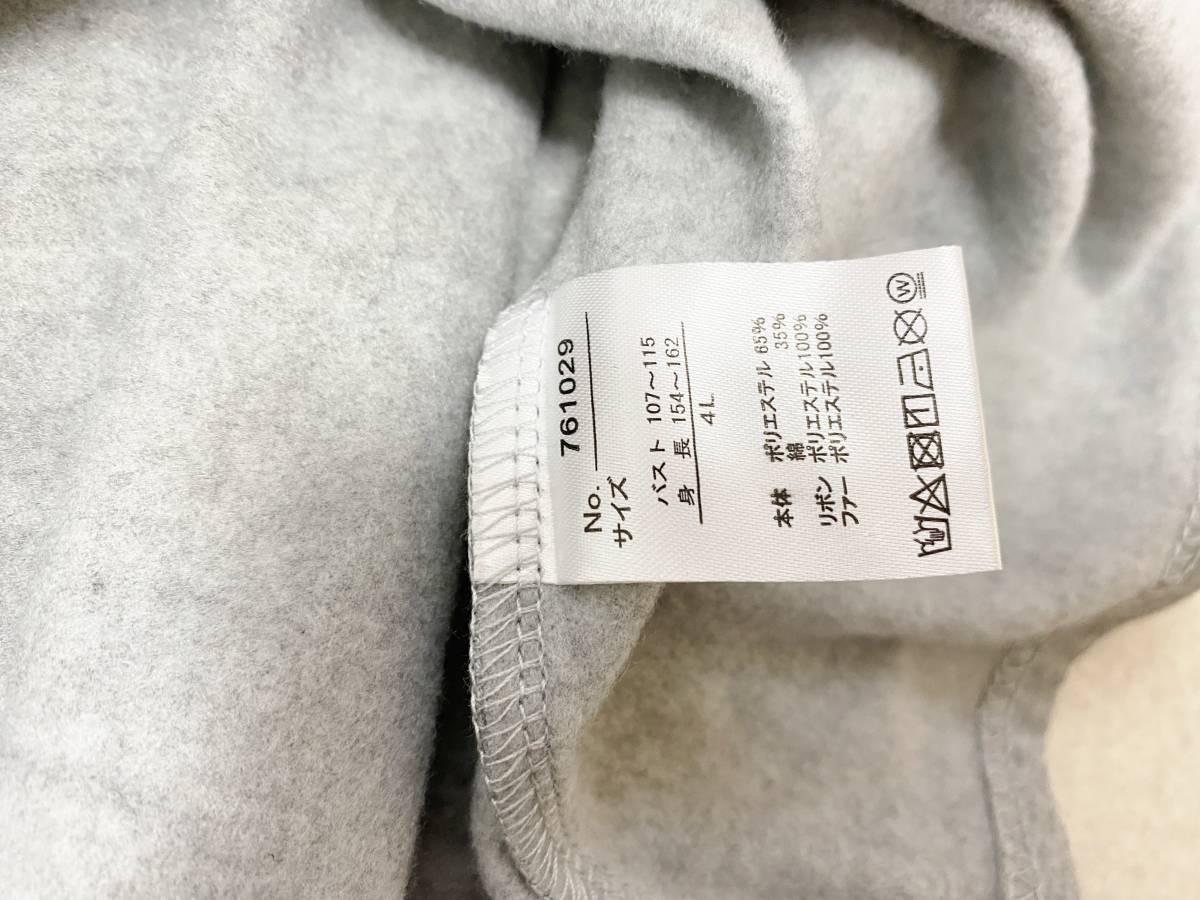 No. 761029
サイズ
バスト 107～115
身 長 154～162
4L
本体 ポリエステル 65%
綿 35%
リボン ポリエステル100%
ファー ポリエステル100%
W